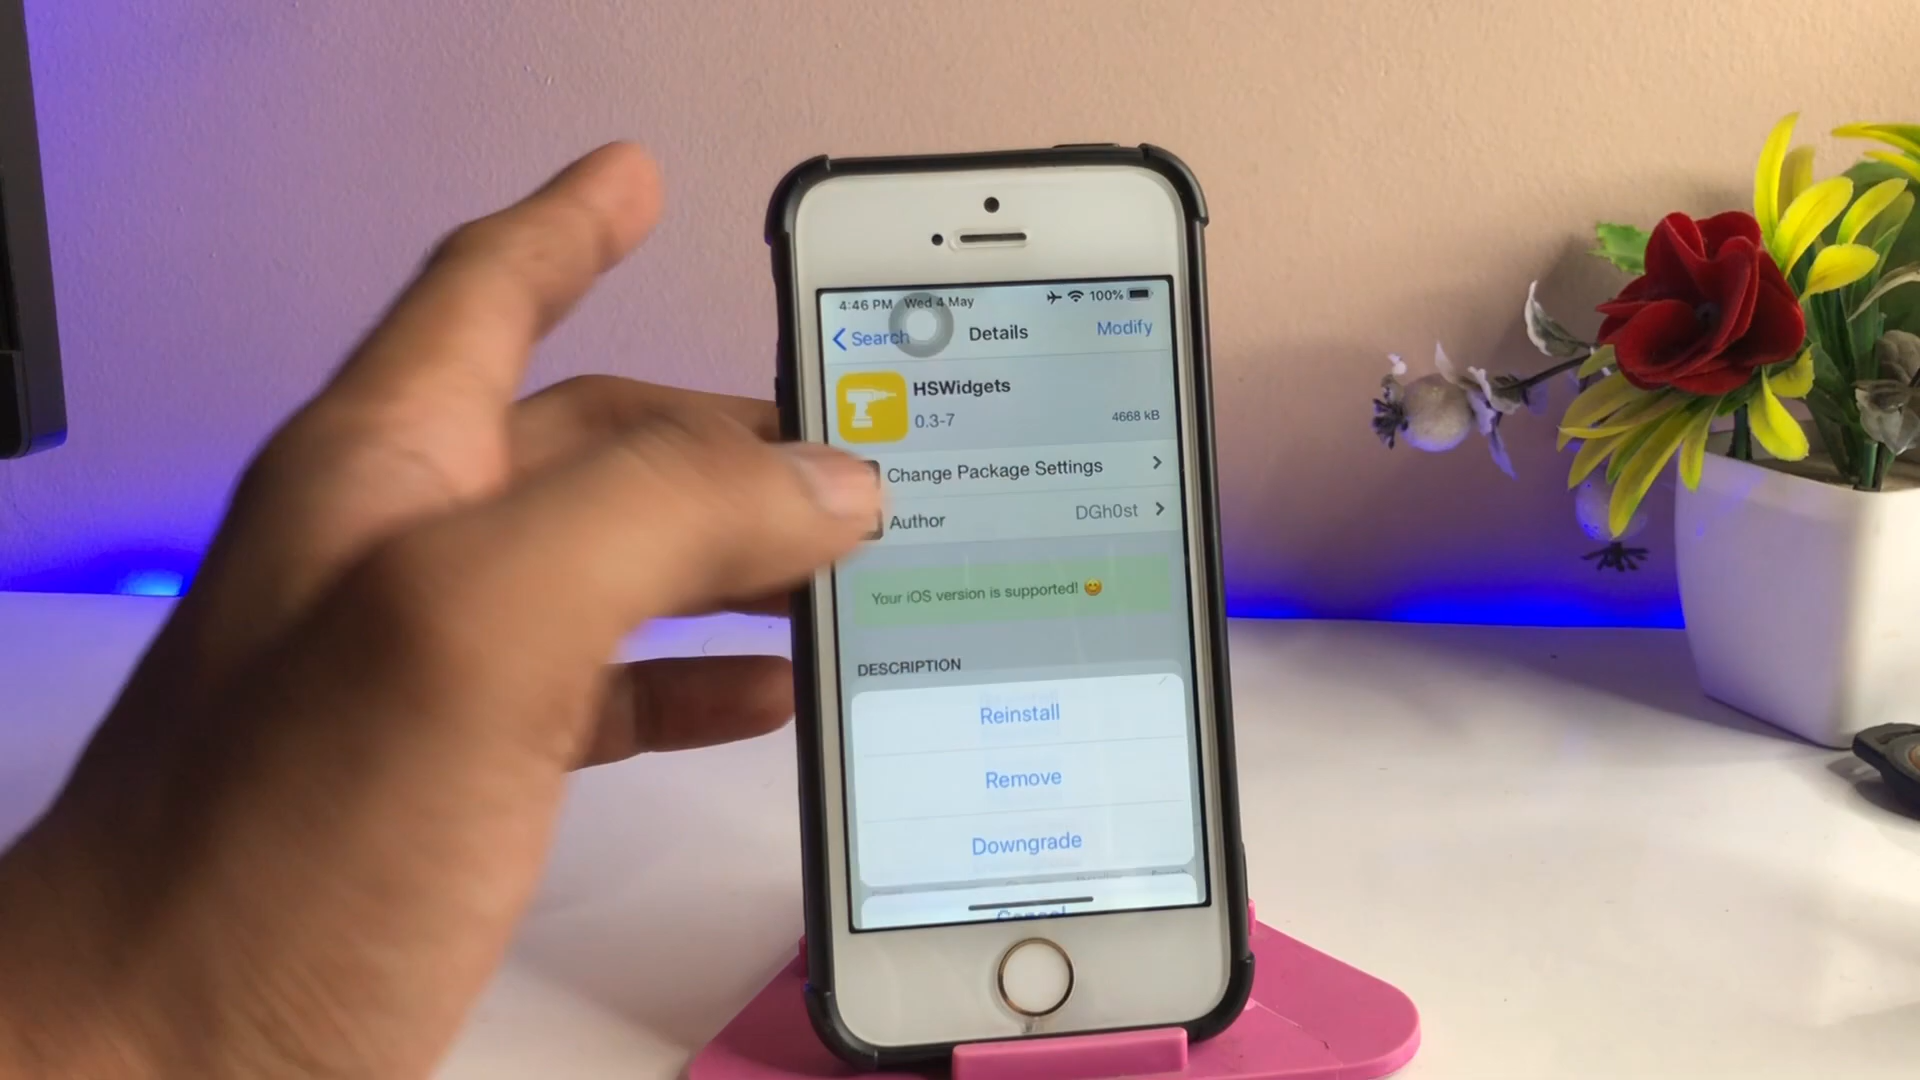 4:46 PM Wed 4 May 100%
Search Details Modify
HSWidgets
0.3-7 4668 kB
Change Package Settings
Author DGh0st
Your iOS version is supported! 😊
DESCRIPTION
Reinstall
Remove
Downgrade
Cancel